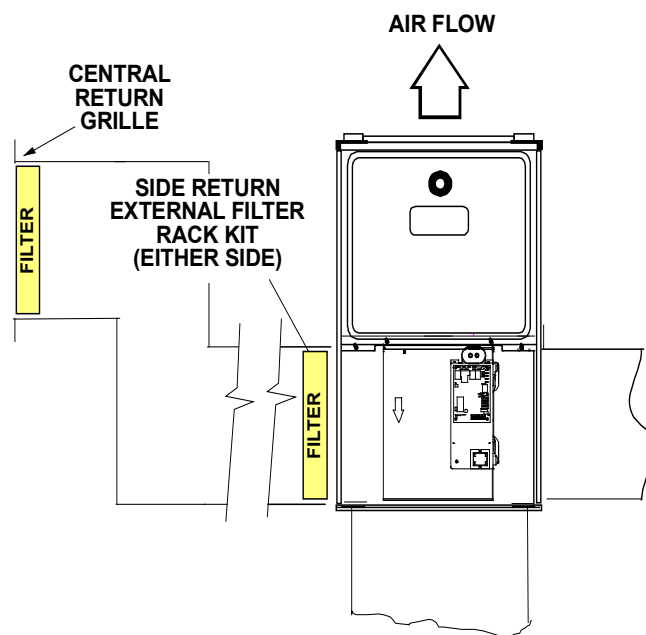 AIR FLOW
CENTRAL
RETURN
GRILLE
SIDE RETURN
EXTERNAL FILTER
RACK KIT
(EITHER SIDE)
FILTER
FILTER